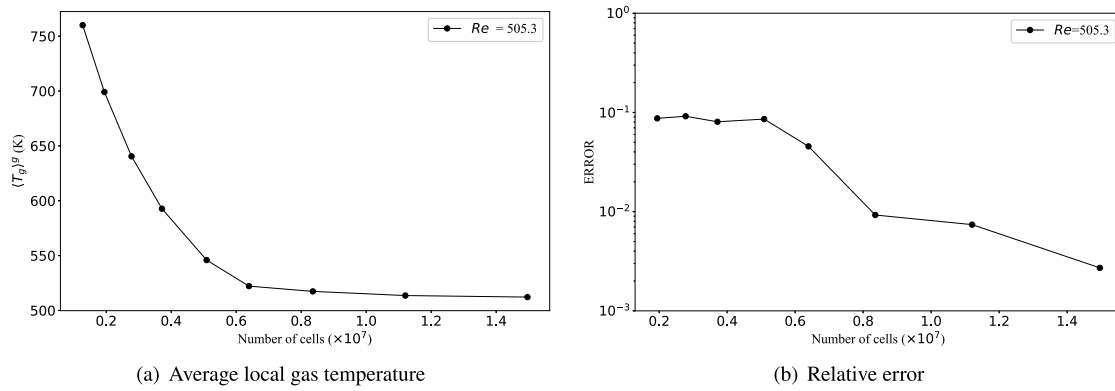 750
700
650
600
550
500
⟨T_g⟩^g (K)
Re = 505.3
0.2 0.4 0.6 0.8 1.0 1.2 1.4
Number of cells (×10^7)
(a) Average local gas temperature
10^0
10^−1
10^−2
10^−3
ERROR
Re=505.3
0.2 0.4 0.6 0.8 1.0 1.2 1.4
Number of cells (×10^7)
(b) Relative error